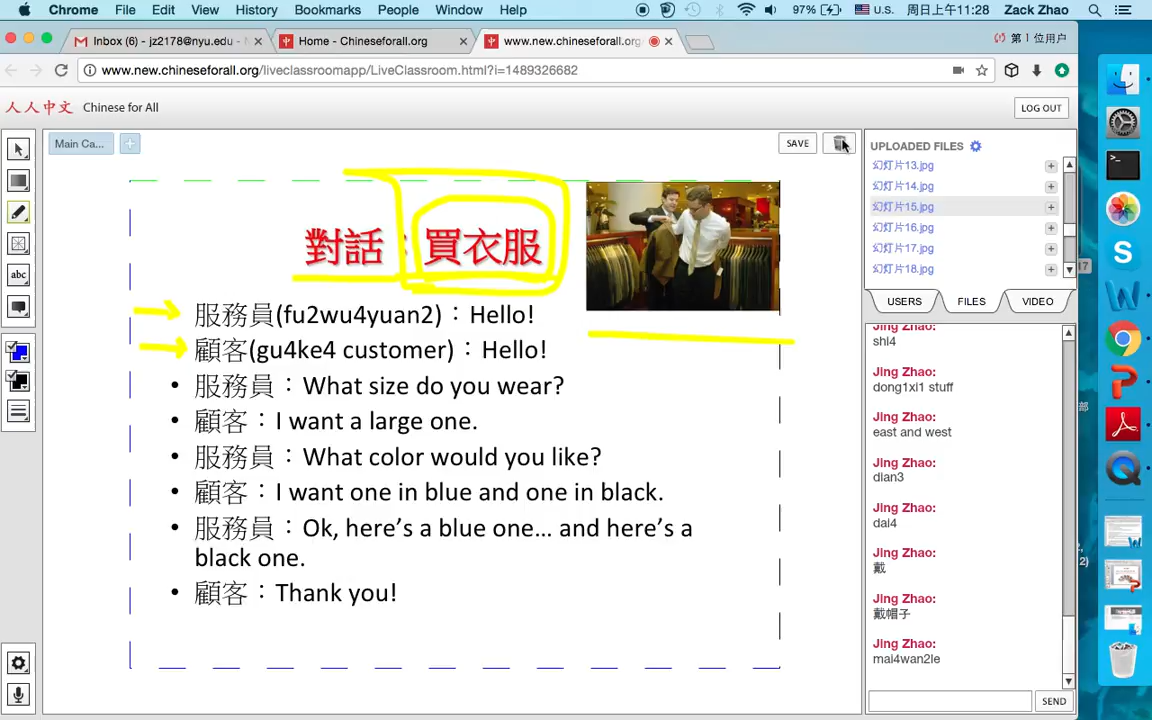 Chrome File Edit View History Bookmarks People Window Help 97% U.S. 周日上午11:28 Zack Zhao
Inbox (6) - jz2178@nyu.edu - Home - Chineseforall.org www.new.chineseforall.org 第 1 位用户
www.new.chineseforall.org/liveclassroomapp/LiveClassroom.html?i=1489326682
人人中文 Chinese for All LOG OUT
Main Ca... SAVE
abc
對話：買衣服
服務員(fu2wu4yuan2)：Hello!
顧客(gu4ke4 customer)：Hello!
• 服務員：What size do you wear?
• 顧客：I want a large one.
• 服務員：What color would you like?
• 顧客：I want one in blue and one in black.
• 服務員：Ok, here’s a blue one... and here’s a
black one.
• 顧客：Thank you!
UPLOADED FILES
幻灯片13.jpg
幻灯片14.jpg
幻灯片15.jpg
幻灯片16.jpg
幻灯片17.jpg
幻灯片18.jpg
USERS FILES VIDEO
shi4
Jing Zhao:
dong1xi1 stuff
Jing Zhao:
east and west
Jing Zhao:
dian3
Jing Zhao:
dai4
Jing Zhao:
戴
Jing Zhao:
戴帽子
Jing Zhao:
mai4wan2le
SEND
17
部
2)